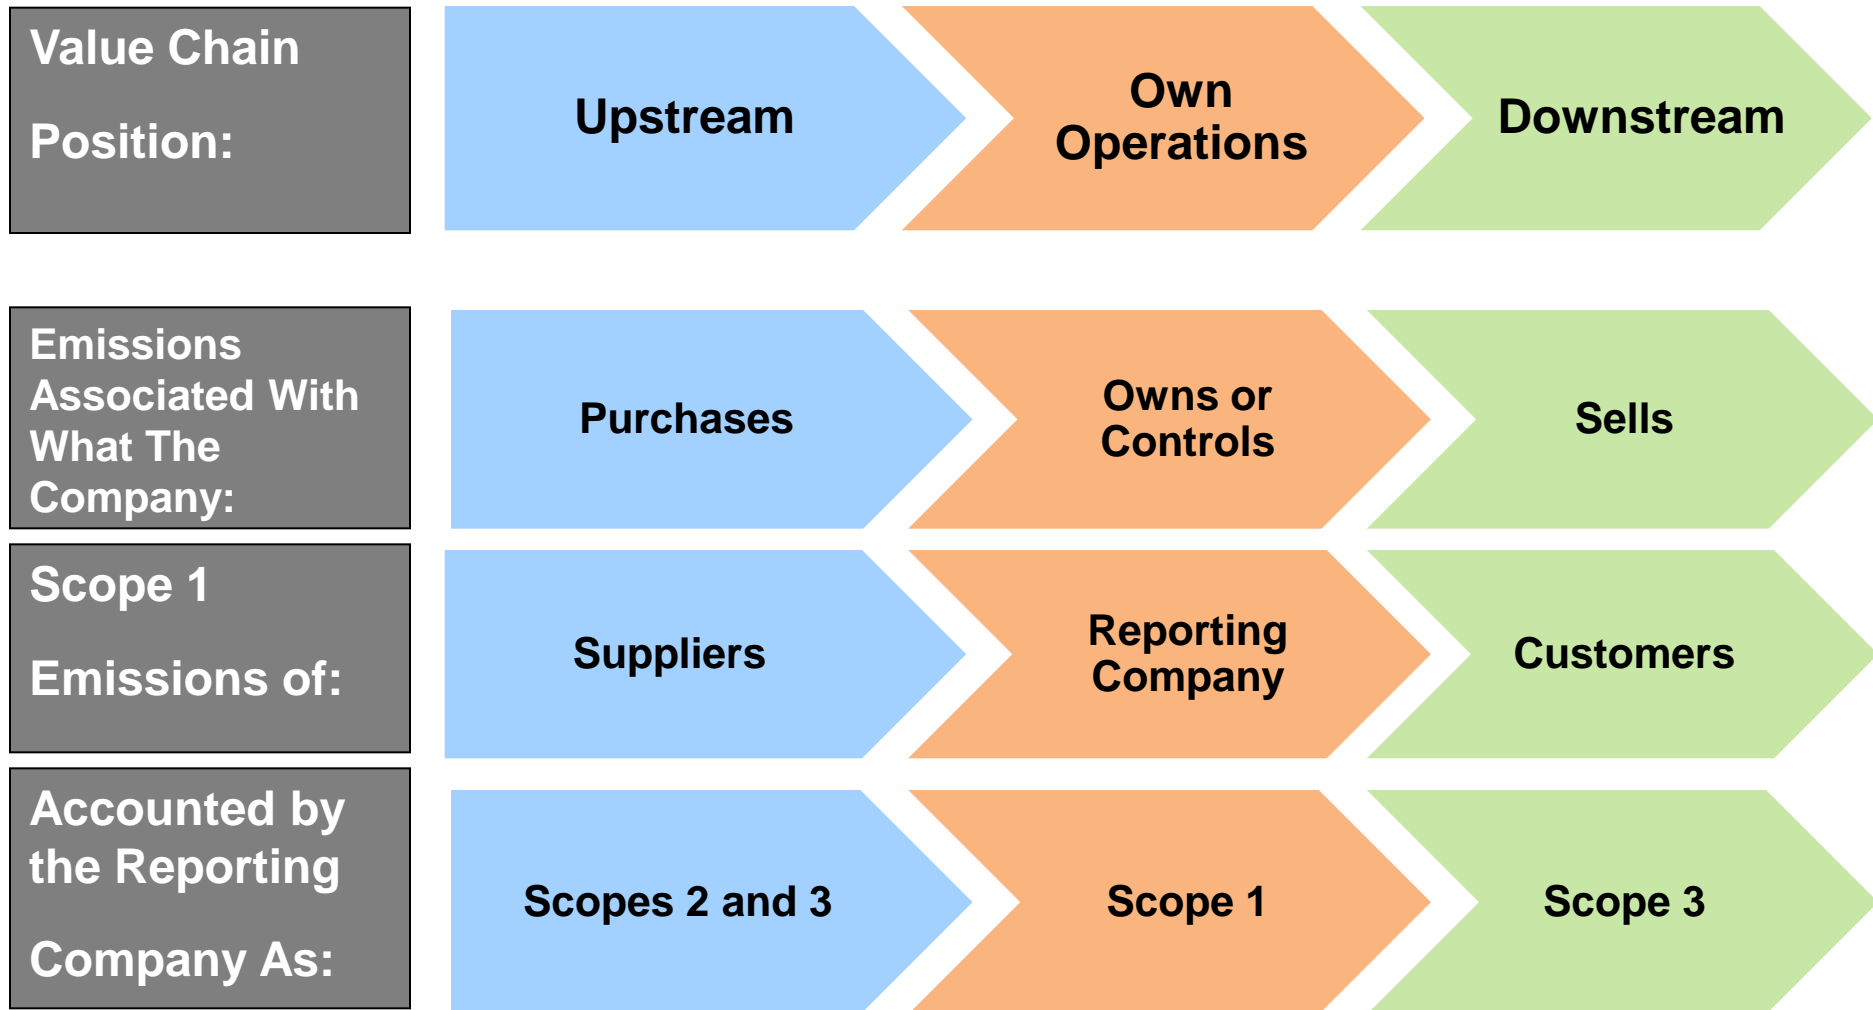 Value Chain
Position:
Upstream
Own
Operations
Downstream
Emissions
Associated With
What The
Company:
Purchases
Owns or
Controls
Sells
Scope 1
Emissions of:
Suppliers
Reporting
Company
Customers
Accounted by
the Reporting
Company As:
Scopes 2 and 3
Scope 1
Scope 3